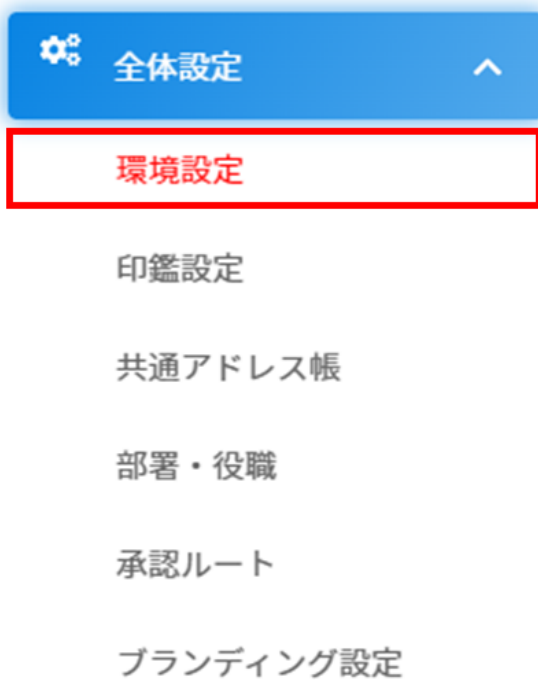 全体設定
環境設定
印鑑設定
共通アドレス帳
部署・役職
承認ルート
ブランディング設定